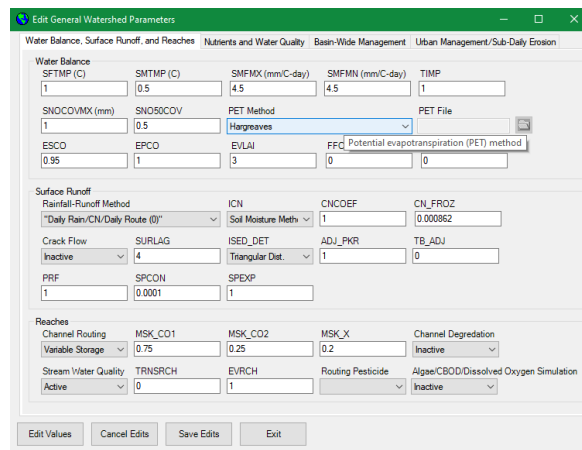 Edit General Watershed Parameters
Water Balance, Surface Runoff, and Reaches Nutrients and Water Quality Basin-Wide Management Urban Management/Sub-Daily Erosion
Water Balance
SFTMP (C) SMTMP (C) SMFMX (mm/C-day) SMFMN (mm/C-day) TIMP
1 0.5 4.5 4.5 1
SNOCOVMX (mm) SNO50COV PET Method PET File
1 0.5 Hargreaves
ESCO EPCO EVLAI FFC Potential evapotranspiration (PET) method
0.95 1 3 0 0
Surface Runoff
Rainfall-Runoff Method ICN CNCOEF CN_FROZ
"Daily Rain/CN/Daily Route (0)" Soil Moisture Meth 1 0.000862
Crack Flow SURLAG ISED_DET ADJ_PKR TB_ADJ
Inactive 4 Triangular Dist. 1 0
PRF SPCON SPEXP
1 0.0001 1
Reaches
Channel Routing MSK_CO1 MSK_CO2 MSK_X Channel Degredation
Variable Storage 0.75 0.25 0.2 Inactive
Stream Water Quality TRNSRCH EVRCH Routing Pesticide Algae/CBOD/Dissolved Oxygen Simulation
Active 0 1 Inactive
Edit Values Cancel Edits Save Edits Exit